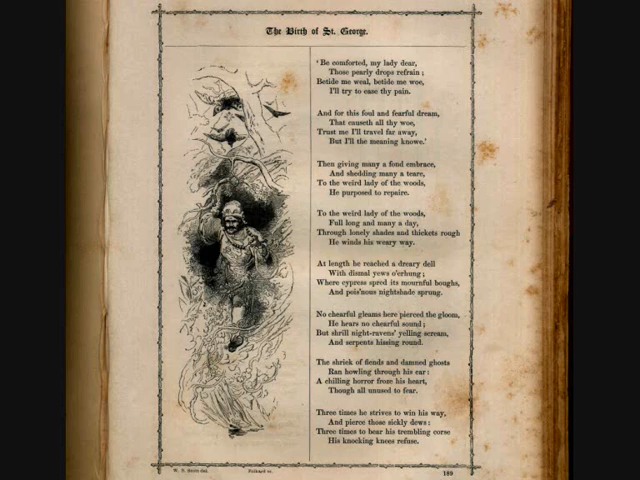 The Birth of St. George.
'Be comforted, my lady dear,
Those pearly drops refrain;
Betide me weal, betide me woe,
I'll try to ease thy pain.
And for this foul and fearful dream,
That causeth all thy woe,
Trust me I'll travel far away,
But I'll the meaning knowe.'
Then giving many a fond embrace,
And shedding many a teare,
To the weird lady of the woods,
He purposed to repaire.
To the weird lady of the woods,
Full long and many a day,
Through lonely shades and thickets rough
He winds his weary way.
At length he reached a dreary dell
With dismal yews o'erhung;
Where cypress spred its mournful boughs,
And pois'nous nightshade sprung.
No chearful gleams here pierced the gloom,
He hears no chearful sound;
But shrill night-ravens' yelling scream,
And serpents hissing round.
The shriek of fiends and damned ghosts
Ran howling through his ear:
A chilling horror froze his heart,
Though all unused to fear.
Three times he strives to win his way,
And pierce those sickly dews:
Three times to bear his trembling corse
His knocking knees refuse.
189